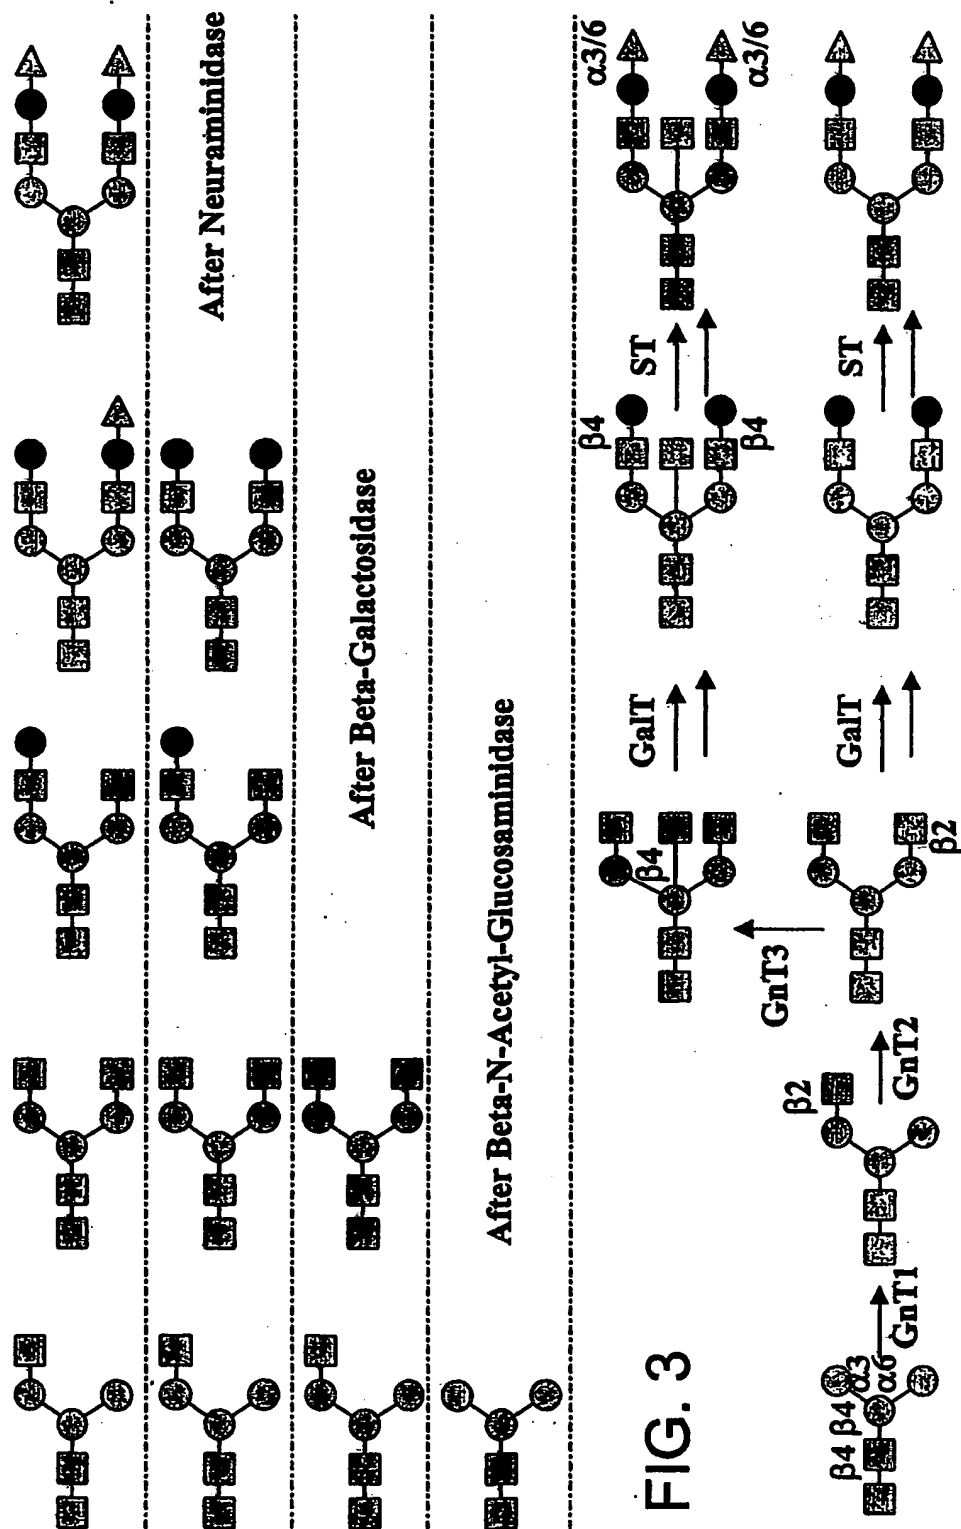 After Neuraminidase
After Beta-Galactosidase
After Beta-N-Acetyl-Glucosaminidase
FIG. 3
β4 β4 α3
α6
GnT1
β2
GnT2
β2
GnT3
β4
GalT
GalT
β4
β4
ST
ST
α3/6
α3/6